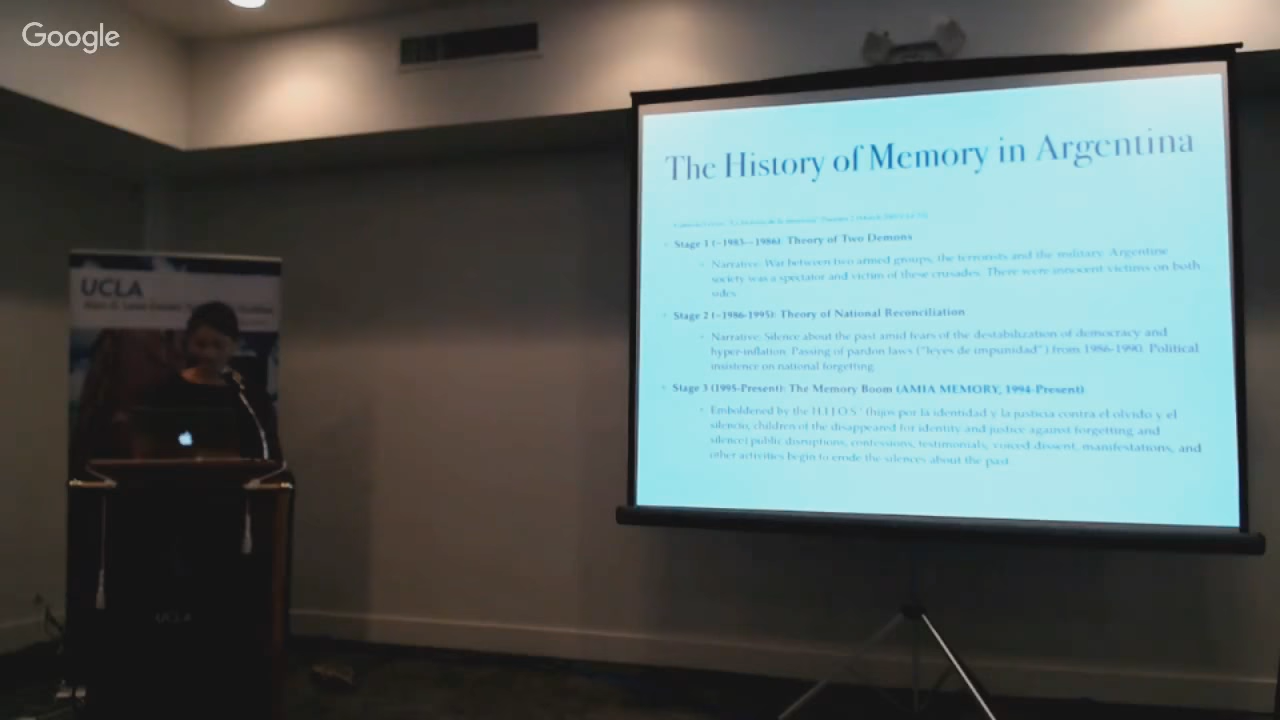 Google
UCLA
UCLA
The History of Memory in Argentina
Stage 1 (~1983—1986): Theory of Two Demons
Narrative: War between two armed groups, the terrorists and the military. Argentine
society was a spectator and victim of these crusades. There were innocent victims on both
sides.
Stage 2 (~1986-1995): Theory of National Reconciliation
Narrative: Silence about the past amid fears of the destabilization of democracy and
hyper-inflation. Passing of pardon laws ("leyes de impunidad") from 1986-1990. Political
insistence on national forgetting.
Stage 3 (1995-Present): The Memory Boom (AMIA MEMORY, 1994-Present)
Emboldened by the H.I.J.O.S." (hijos por la identidad y la justicia contra el olvido y el
silencio, children of the disappeared for identity and justice against forgetting and
silence) public disruptions, confessions, testimonials, voiced dissent, manifestations, and
other activities begin to erode the silences about the past